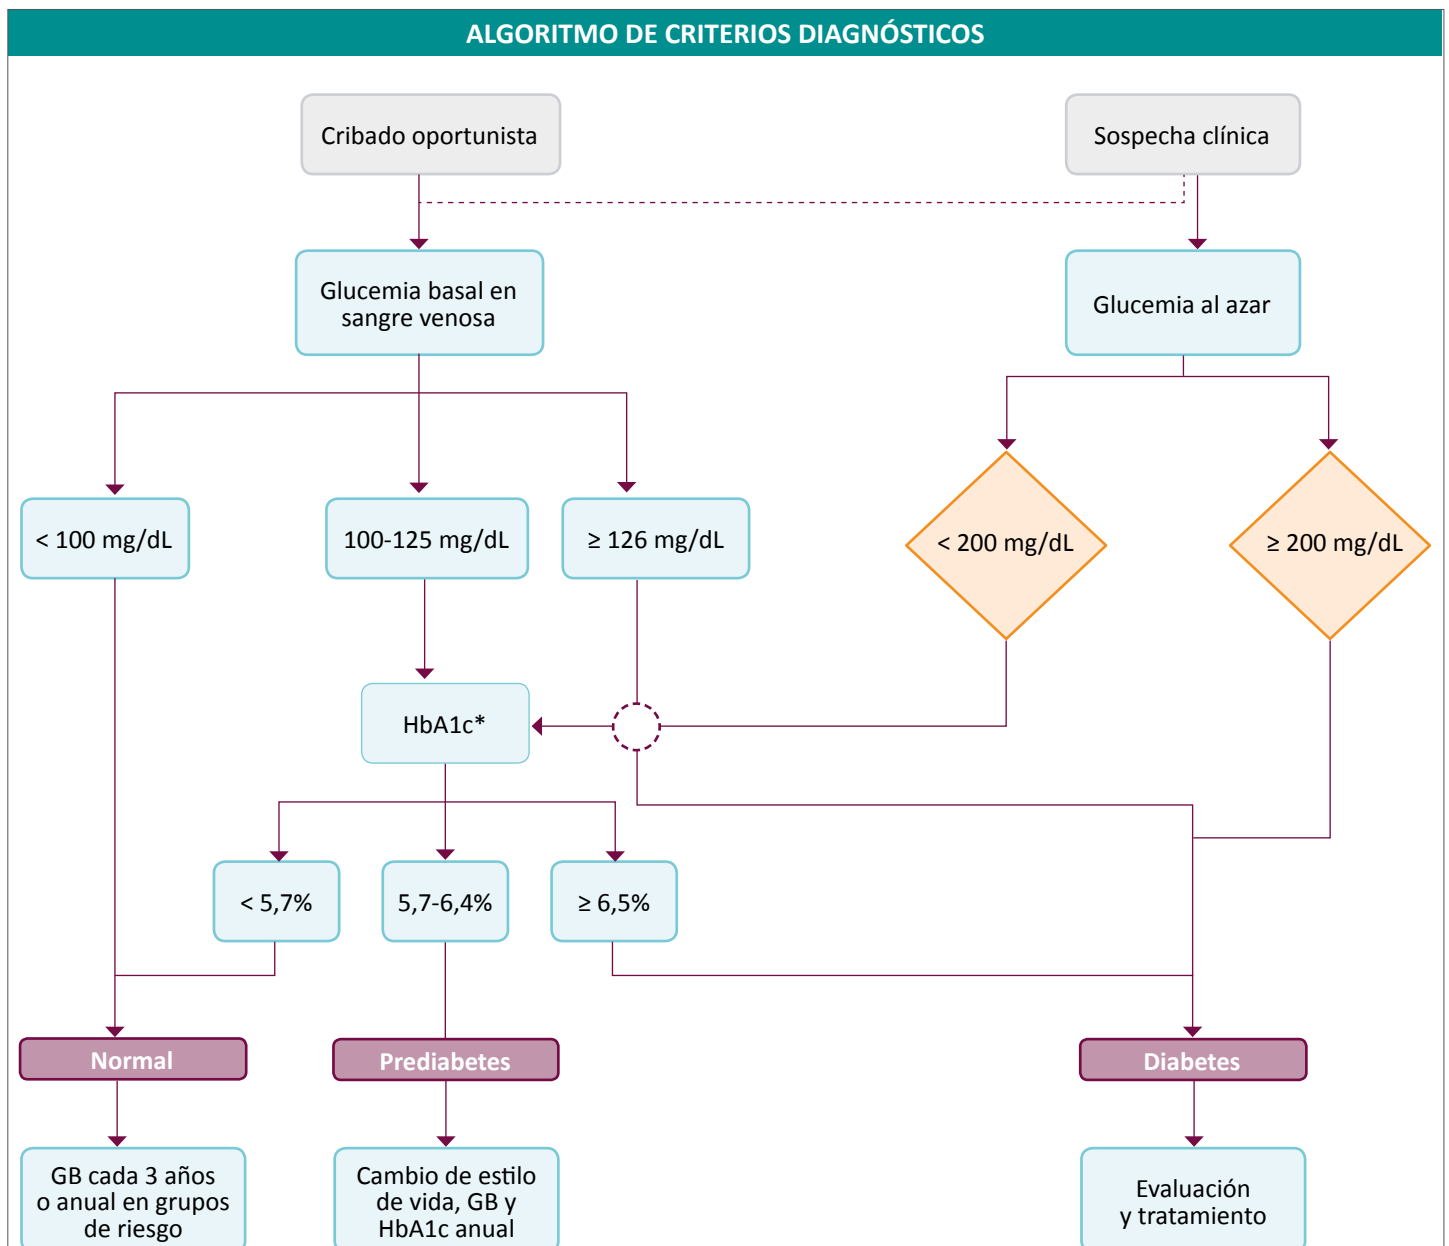 ALGORITMO DE CRITERIOS DIAGNÓSTICOS
Cribado oportunista
Sospecha clínica
Glucemia basal en
sangre venosa
Glucemia al azar
< 100 mg/dL
100-125 mg/dL
≥ 126 mg/dL
< 200 mg/dL
≥ 200 mg/dL
HbA1c*
< 5,7%
5,7-6,4%
≥ 6,5%
Normal
Prediabetes
Diabetes
GB cada 3 años
o anual en grupos
de riesgo
Cambio de estilo
de vida, GB y
HbA1c anual
Evaluación
y tratamiento